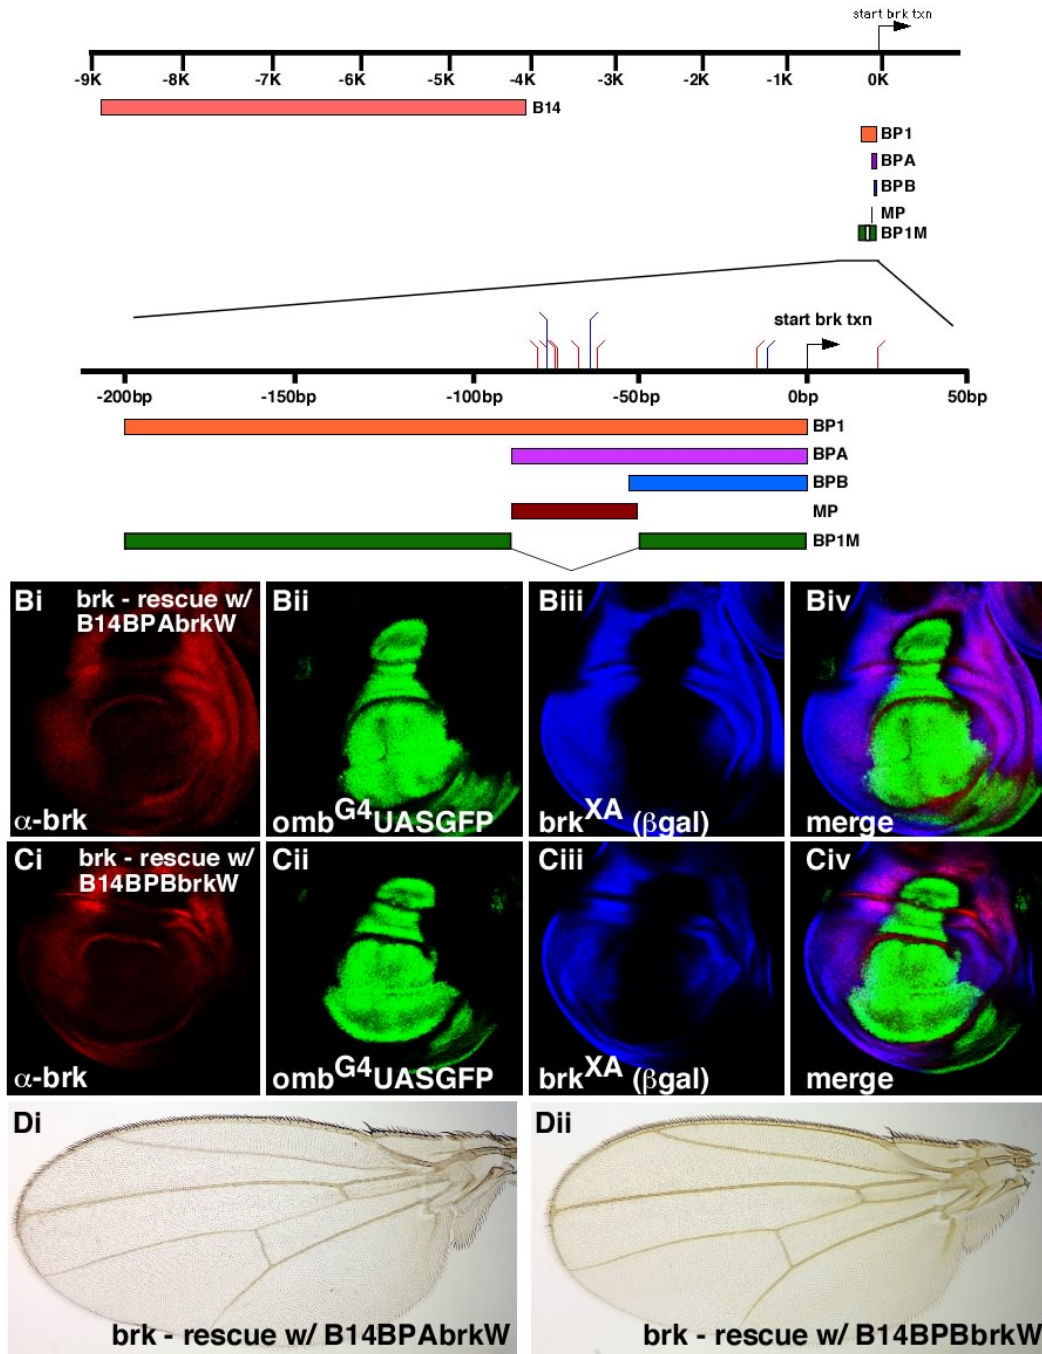 start brk txn
-9K -8K -7K -6K -5K -4K -3K -2K -1K 0K
B14
BP1
BPA
BPB
MP
BP1M
start brk txn
-200bp -150bp -100bp -50bp 0bp 50bp
BP1
BPA
BPB
MP
BP1M
Bi brk - rescue w/
B14BPAbrkW
α-brk
Bii
omb^G4 UASGFP
Biii
brk^XA (βgal)
Biv
merge
Ci brk - rescue w/
B14BPBbrkW
α-brk
Cii
omb^G4 UASGFP
Ciii
brk^XA (βgal)
Civ
merge
Di
brk - rescue w/ B14BPAbrkW
Dii
brk - rescue w/ B14BPBbrkW